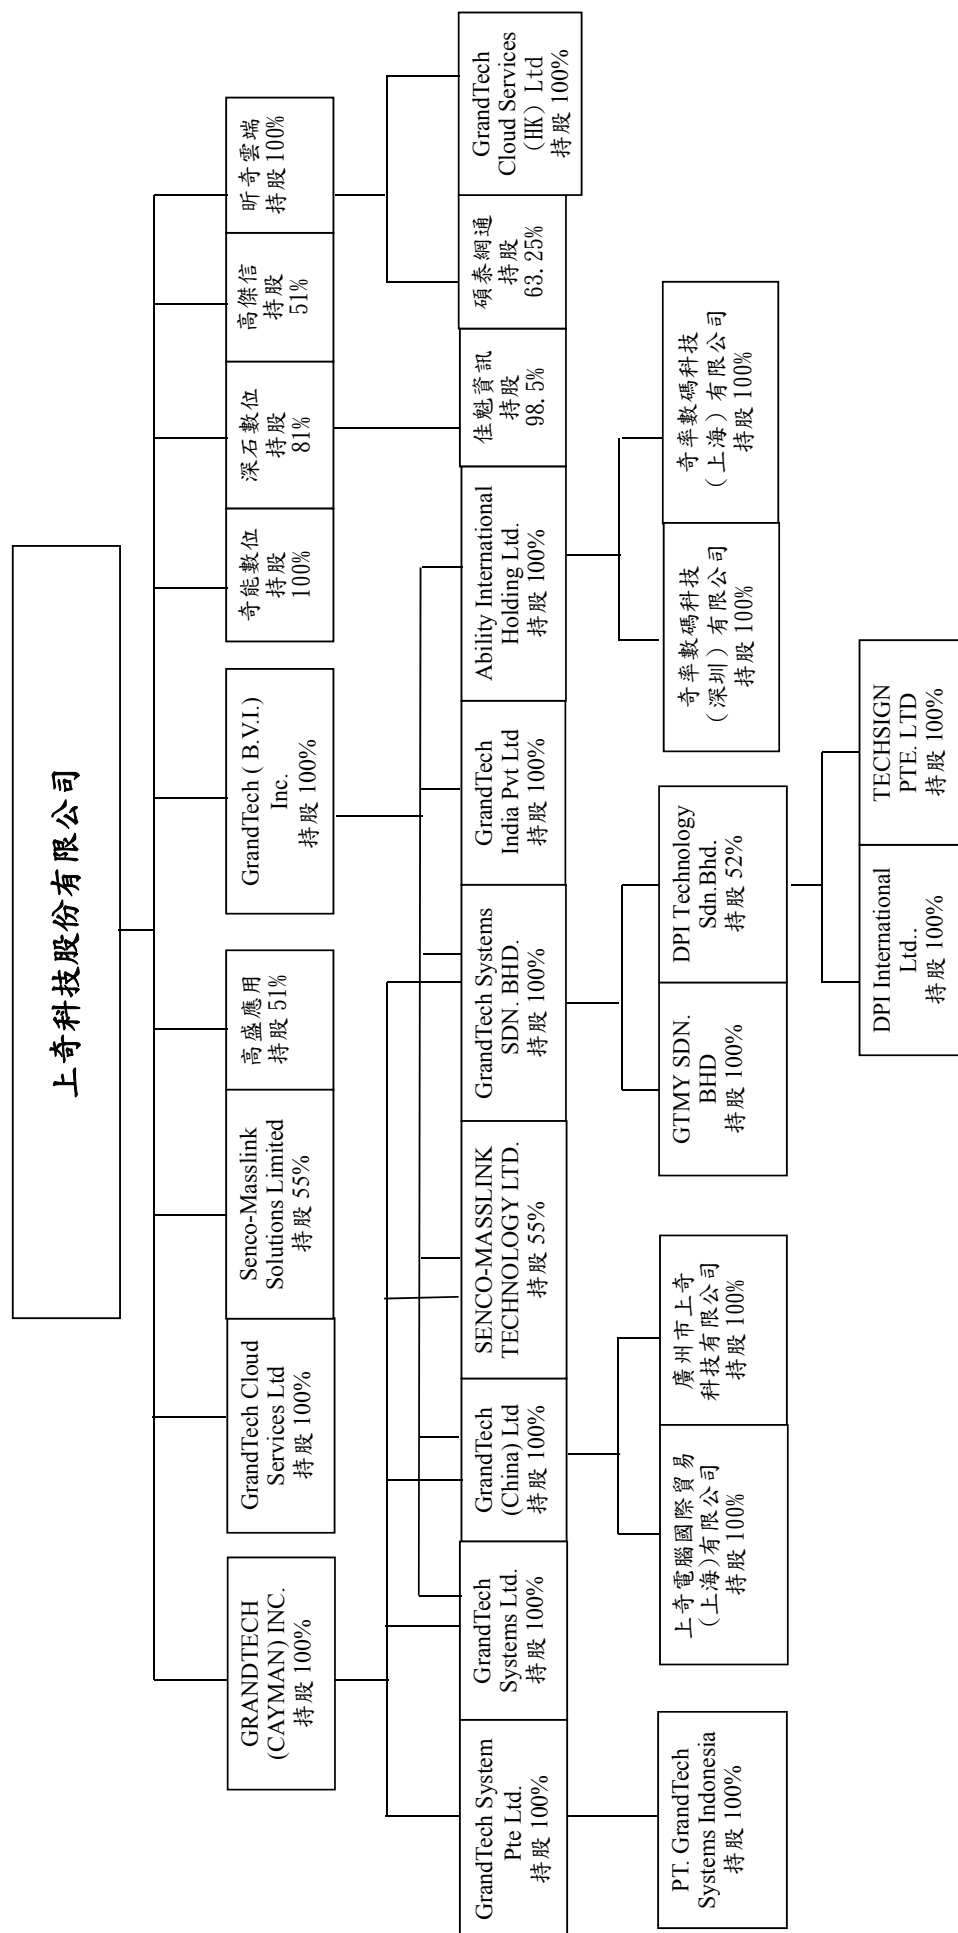 上奇科技股份有限公司
GRANDTECH
(CAYMAN) INC.
持股 100%
GrandTech Cloud
Services Ltd
持股 100%
Senco-Masslink
Solutions Limited
持股 55%
高盛應用
持股 51%
GrandTech ( B.V.I.)
Inc.
持股 100%
奇能數位
持股
100%
深石數位
持股
81%
高傑信
持股
51%
昕奇雲端
持股 100%
GrandTech System
Pte Ltd.
持股 100%
GrandTech
Systems Ltd.
持股 100%
GrandTech
(China) Ltd
持股 100%
SENCO-MASSLINK
TECHNOLOGY LTD.
持股 55%
GrandTech Systems
SDN. BHD.
持股 100%
GrandTech
India Pvt Ltd
持股 100%
Ability International
Holding Ltd.
持股 100%
佳魁資訊
持股
98.5%
碩泰網通
持股
63.25%
GrandTech
Cloud Services
(HK) Ltd
持股 100%
PT. GrandTech
Systems Indonesia
持股 100%
上奇電腦國際貿易
(上海)有限公司
持股 100%
廣州市上奇
科技有限公司
持股 100%
GTMY SDN.
BHD
持股 100%
DPI Technology
Sdn.Bhd.
持股 52%
奇率數碼科技
（深圳）有限公司
持股 100%
奇率數碼科技
（上海）有限公司
持股 100%
DPI International
Ltd..
持股 100%
TECHSIGN
PTE. LTD
持股 100%